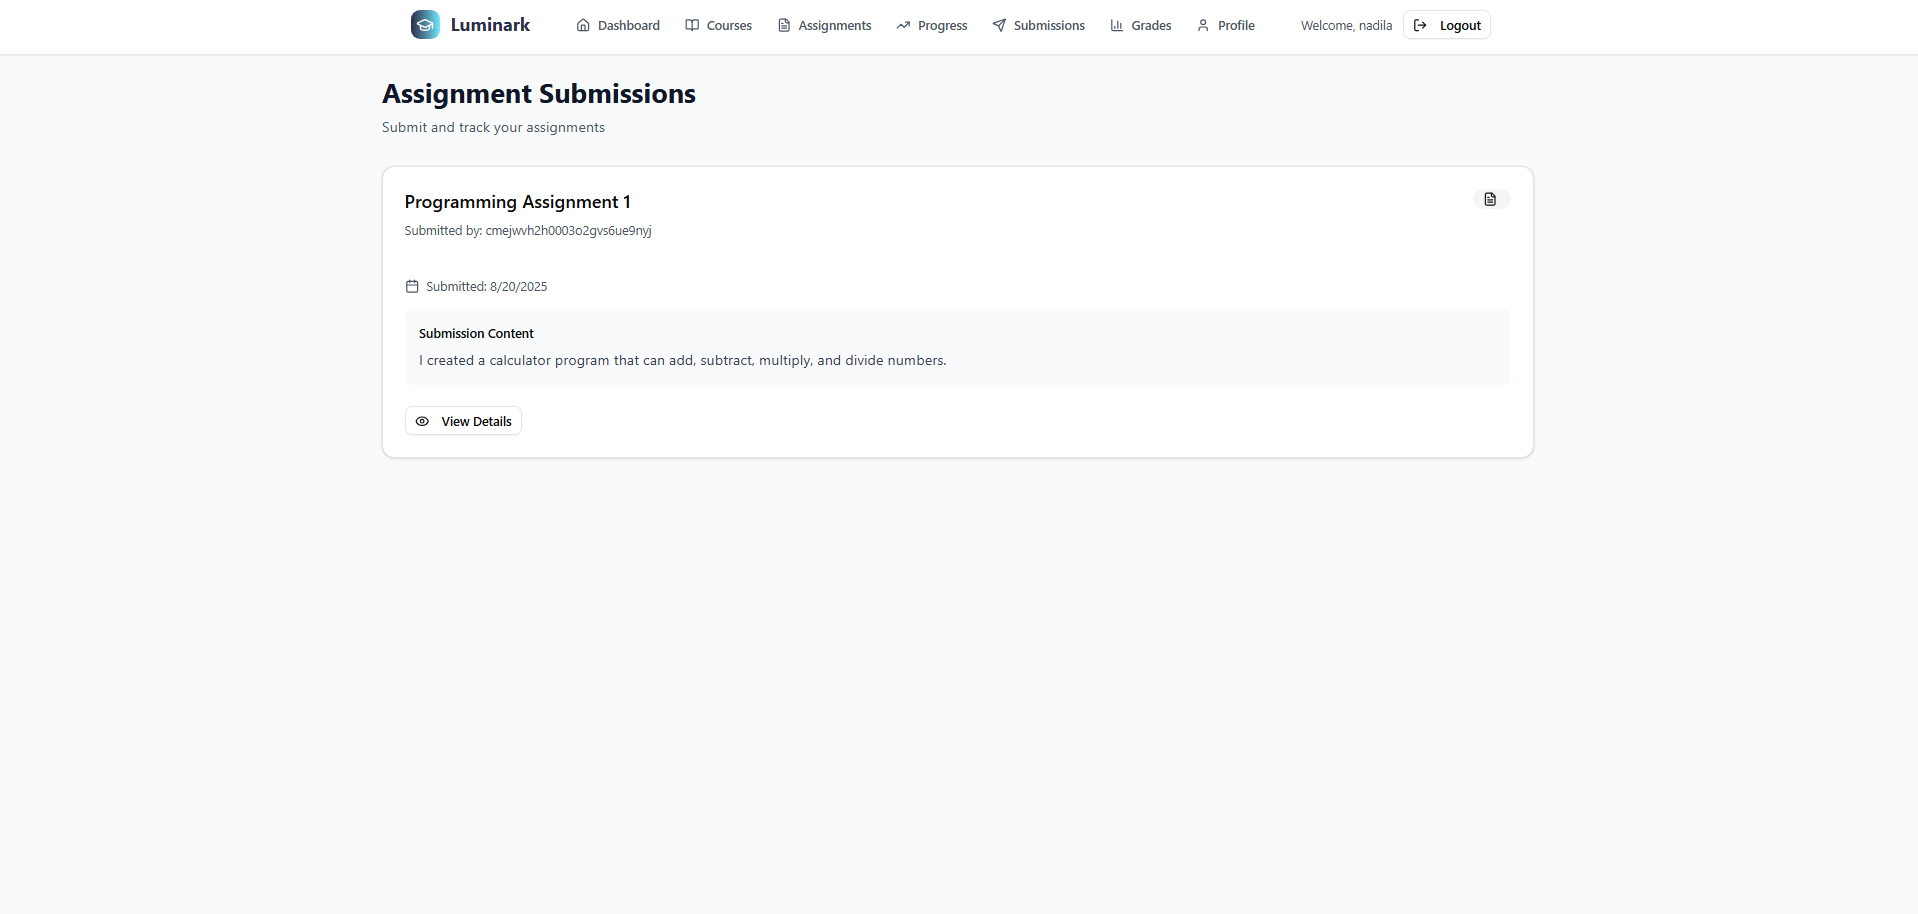 Luminark
Dashboard
Courses
Assignments
Progress
Submissions
Grades
Profile
Welcome, nadila
Logout
Assignment Submissions
Submit and track your assignments
Programming Assignment 1
Submitted by: cmejwvh2h0003o2gvs6ue9nyj
Submitted: 8/20/2025
Submission Content
I created a calculator program that can add, subtract, multiply, and divide numbers.
View Details